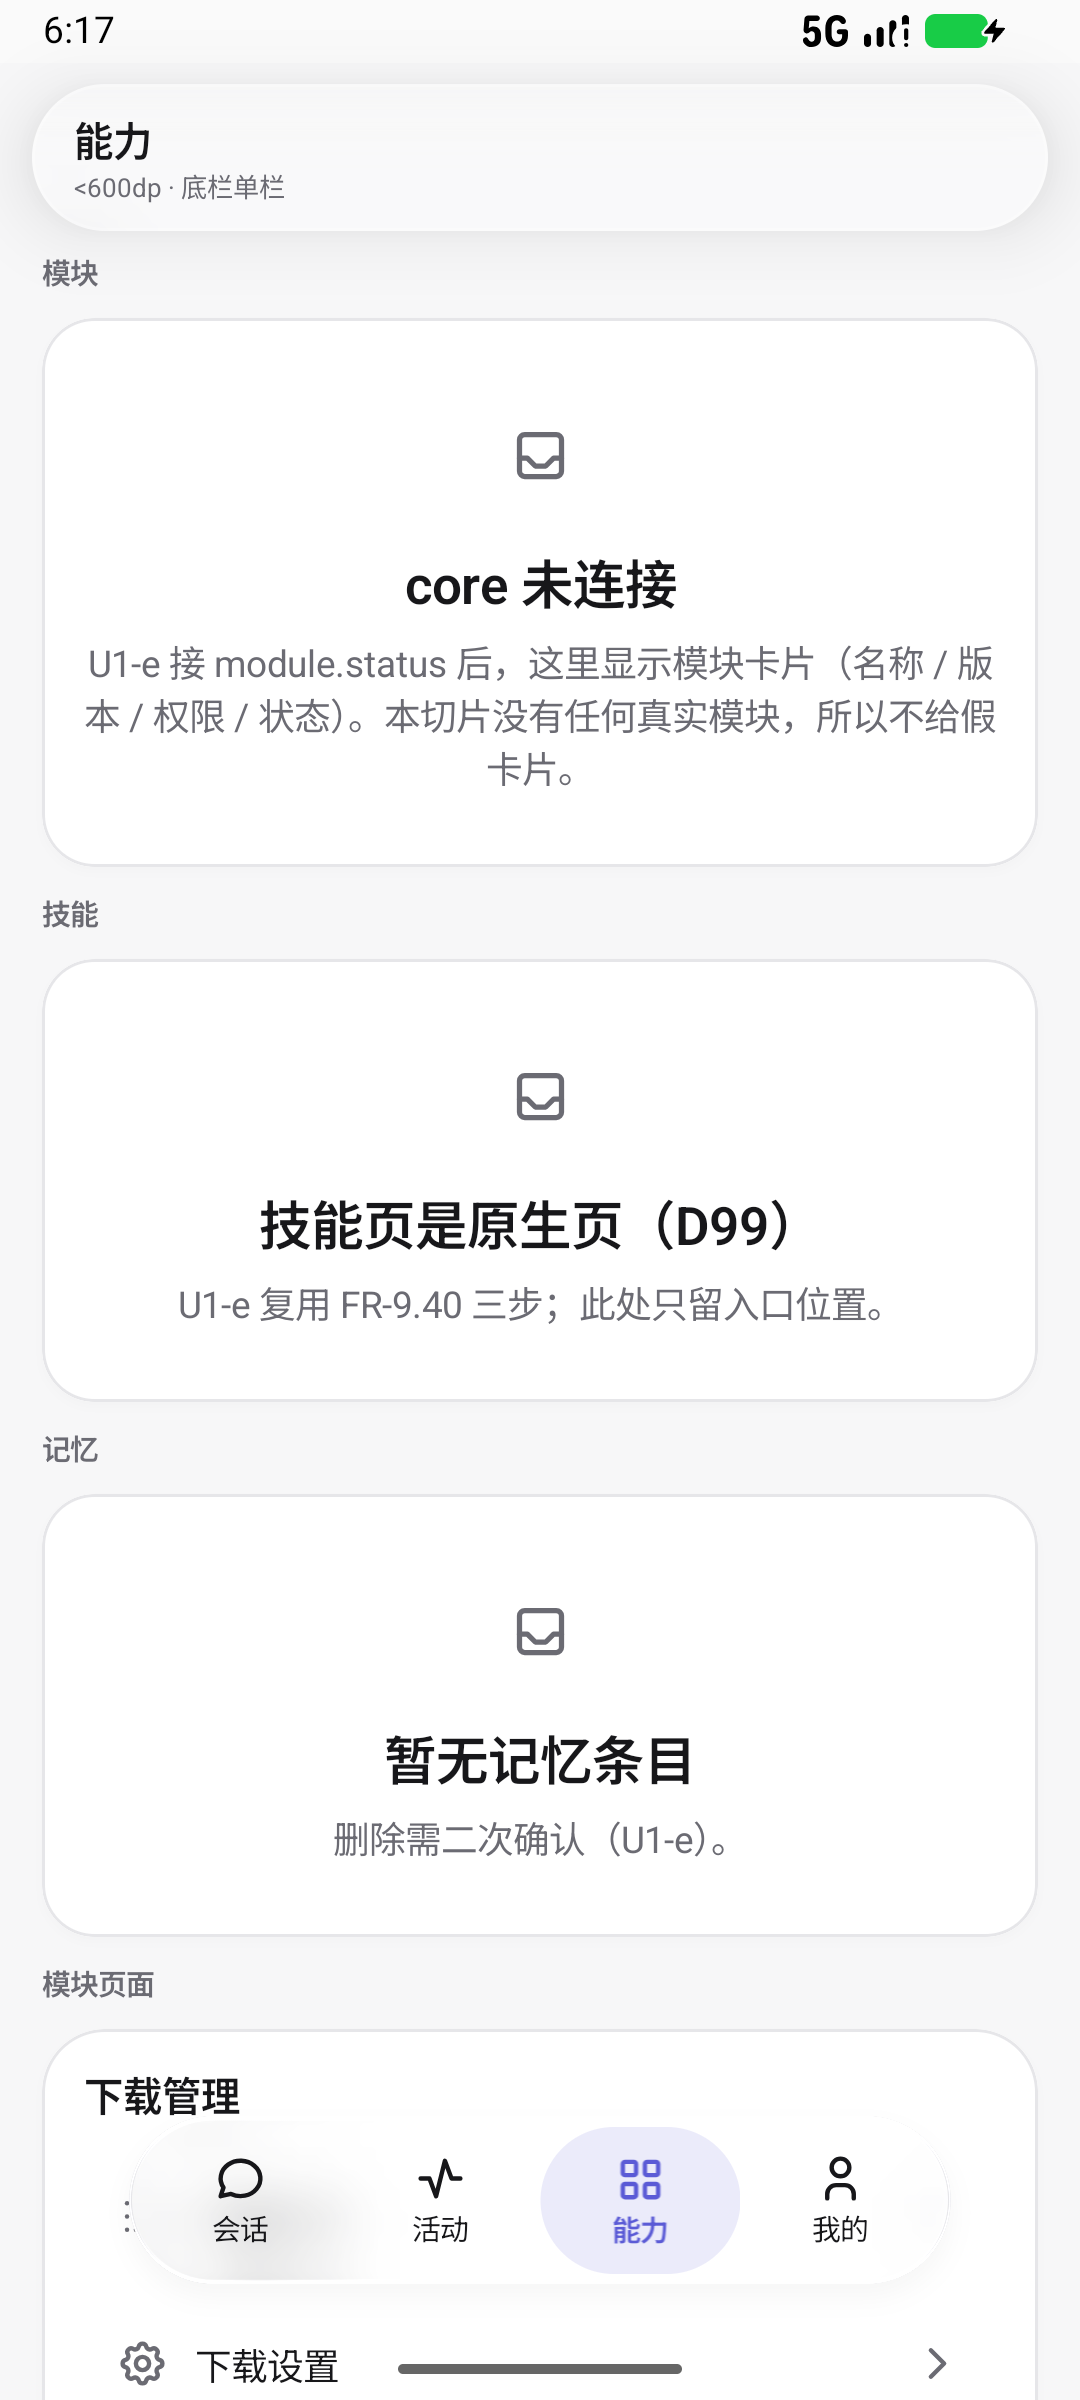 6:17
5G
能力
<600dp · 底栏单栏
模块
core 未连接
U1-e 接 module.status 后，这里显示模块卡片（名称 / 版
本 / 权限 / 状态）。本切片没有任何真实模块，所以不给假
卡片。
技能
技能页是原生页（D99）
U1-e 复用 FR-9.40 三步；此处只留入口位置。
记忆
暂无记忆条目
删除需二次确认（U1-e）。
模块页面
下载管理
会话
活动
能力
我的
下载设置